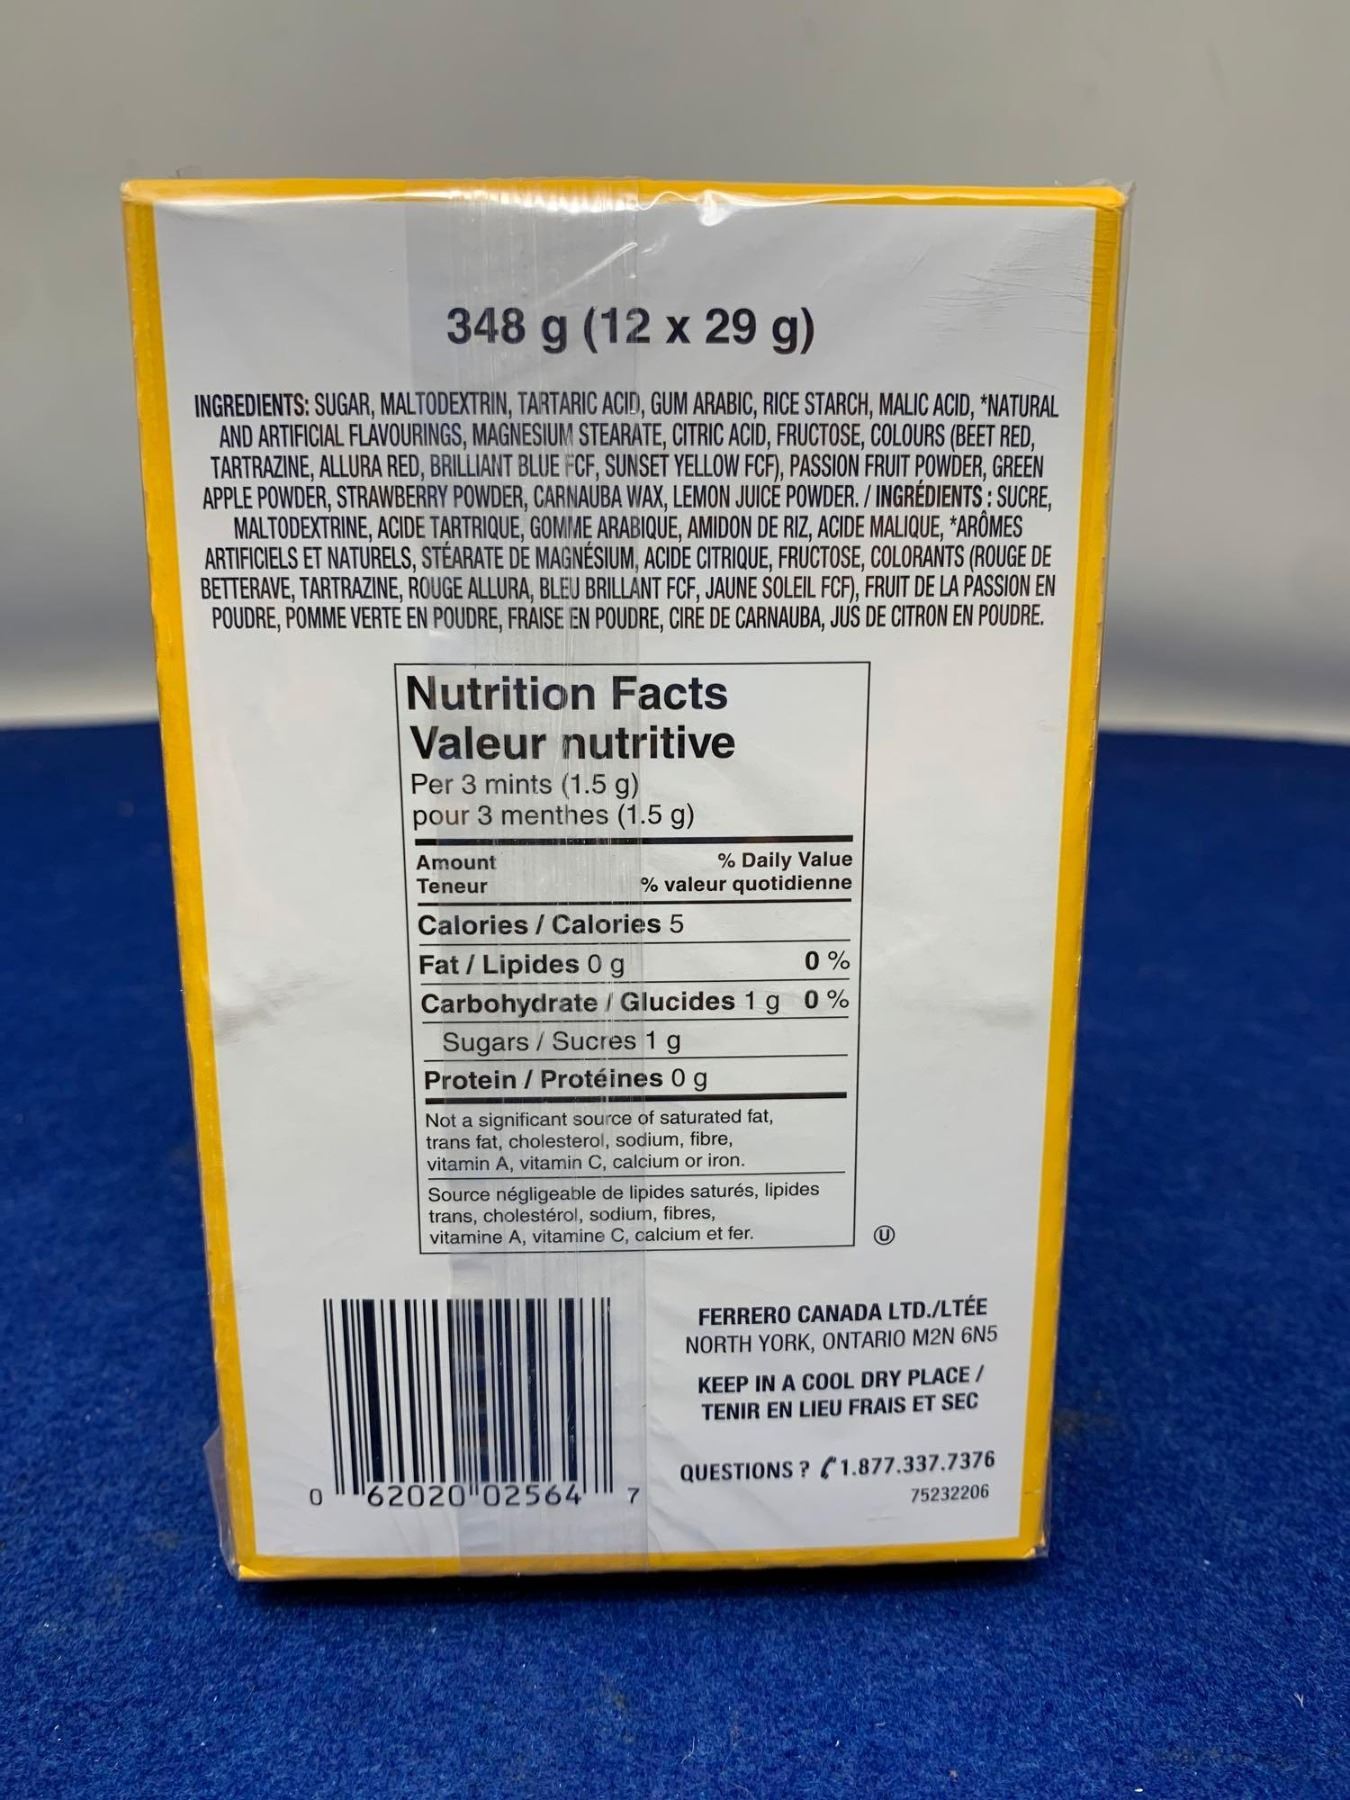 348 g (12 x 29 g)
INGREDIENTS: SUGAR, MALTODEXTRIN, TARTARIC ACID, GUM ARABIC, RICE STARCH, MALIC ACID, *NATURAL
AND ARTIFICIAL FLAVOURINGS, MAGNESIUM STEARATE, CITRIC ACID, FRUCTOSE, COLOURS (BEET RED,
TARTRAZINE, ALLURA RED, BRILLIANT BLUE FCF, SUNSET YELLOW FCF), PASSION FRUIT POWDER, GREEN
APPLE POWDER, STRAWBERRY POWDER, CARNAUBA WAX, LEMON JUICE POWDER. / INGRÉDIENTS : SUCRE,
MALTODEXTRINE, ACIDE TARTRIQUE, GOMME ARABIQUE, AMIDON DE RIZ, ACIDE MALIQUE, *ARÔMES
ARTIFICIELS ET NATURELS, STÉARATE DE MAGNÉSIUM, ACIDE CITRIQUE, FRUCTOSE, COLORANTS (ROUGE DE
BETTERAVE, TARTRAZINE, ROUGE ALLURA, BLEU BRILLANT FCF, JAUNE SOLEIL FCF), FRUIT DE LA PASSION EN
POUDRE, POMME VERTE EN POUDRE, FRAISE EN POUDRE, CIRE DE CARNAUBA, JUS DE CITRON EN POUDRE.
Nutrition Facts
Valeur nutritive
Per 3 mints (1.5 g)
pour 3 menthes (1.5 g)
Amount % Daily Value
Teneur % valeur quotidienne
Calories / Calories 5
Fat / Lipides 0 g 0 %
Carbohydrate / Glucides 1 g 0 %
Sugars / Sucres 1 g
Protein / Protéines 0 g
Not a significant source of saturated fat,
trans fat, cholesterol, sodium, fibre,
vitamin A, vitamin C, calcium or iron.
Source négligeable de lipides saturés, lipides
trans, cholestérol, sodium, fibres,
vitamine A, vitamine C, calcium et fer.
U
FERRERO CANADA LTD./LTÉE
NORTH YORK, ONTARIO M2N 6N5
KEEP IN A COOL DRY PLACE /
TENIR EN LIEU FRAIS ET SEC
QUESTIONS ? 1.877.337.7376
75232206
0 62020 02564 7